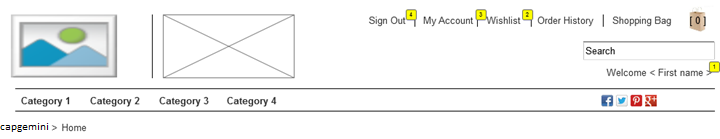 Sign Out 4 | My Account 3 | Wishlist 2 | Order History | Shopping Bag [ 0 ]
Search
Welcome < First name > 1
Category 1 Category 2 Category 3 Category 4
capgemini > Home